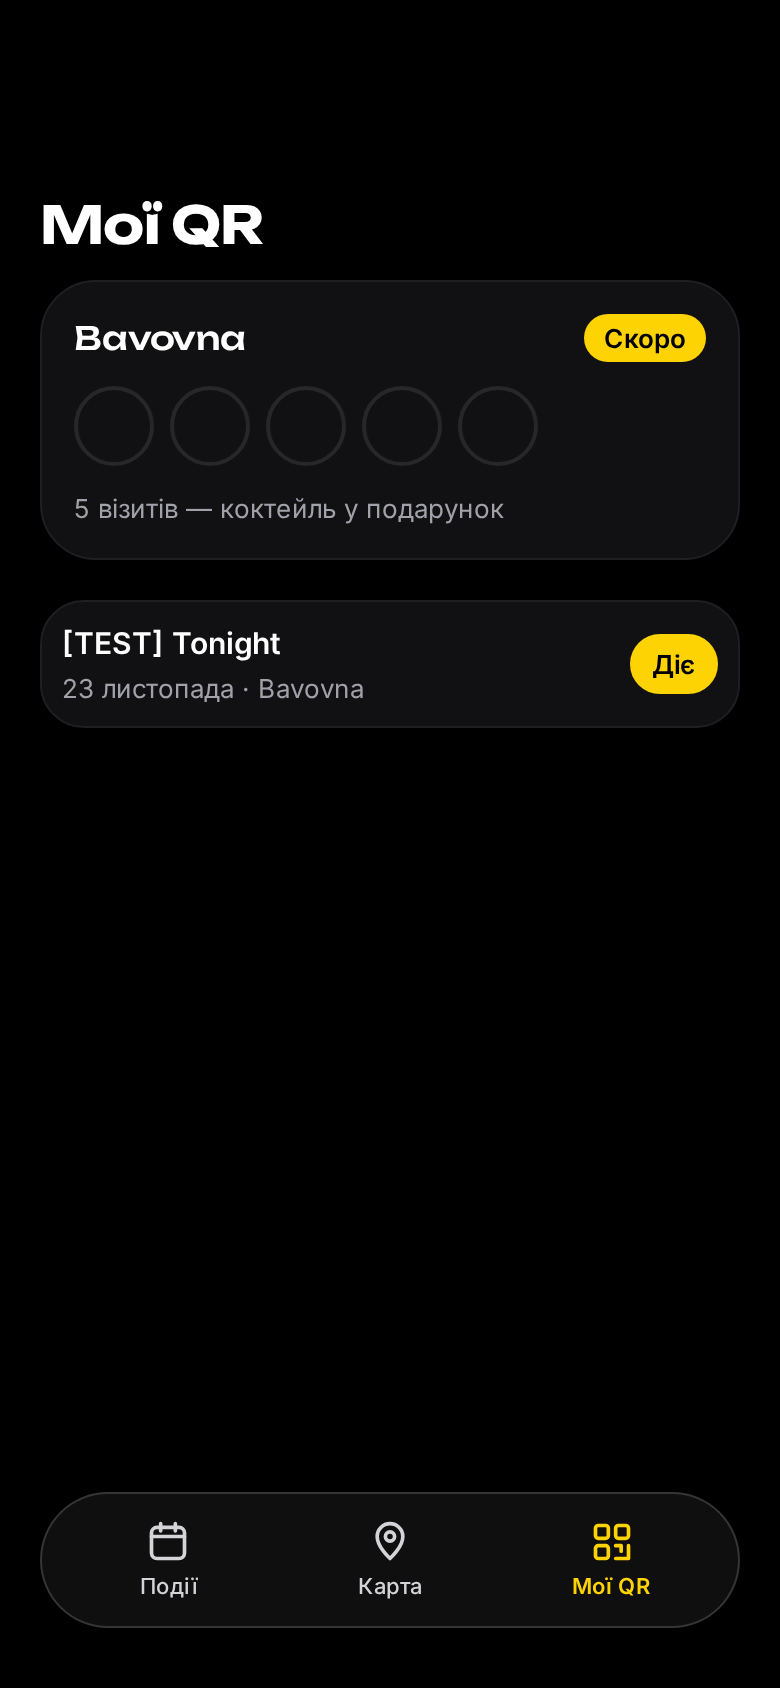 Мої QR
Bavovna
Скоро
5 візитів — коктейль у подарунок
[TEST] Tonight
23 листопада · Bavovna
Діє
Події
Карта
Мої QR